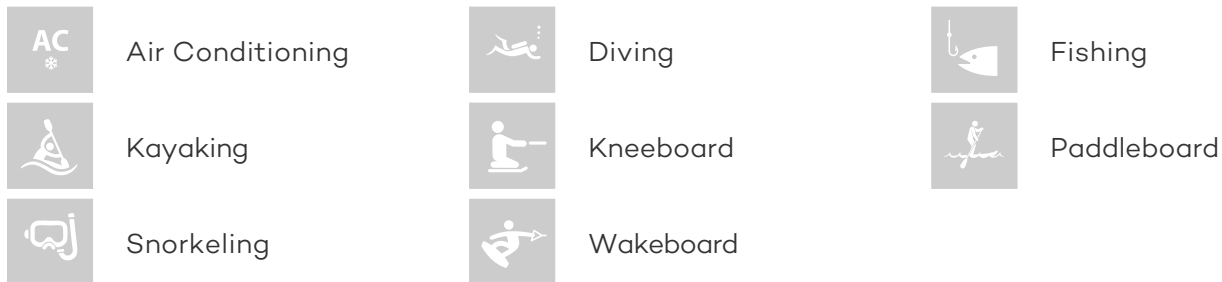 AC
Air Conditioning
Diving
Fishing
Kayaking
Kneeboard
Paddleboard
Snorkeling
Wakeboard